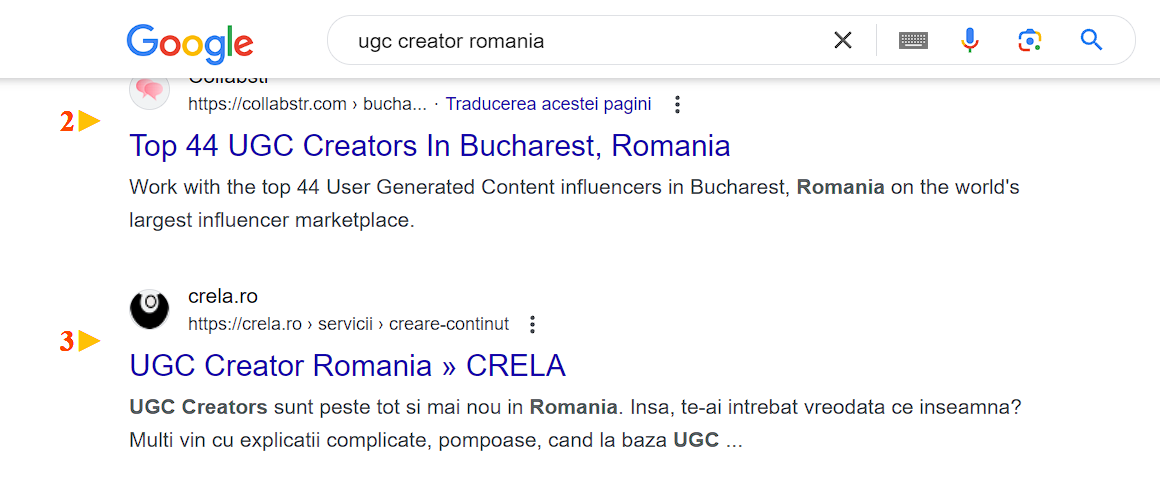 Google
ugc creator romania
Collabstr
https://collabstr.com › bucha... · Traducerea acestei pagini
2
Top 44 UGC Creators In Bucharest, Romania
Work with the top 44 User Generated Content influencers in Bucharest, Romania on the world's
largest influencer marketplace.
crela.ro
https://crela.ro › servicii › creare-continut
3
UGC Creator Romania » CRELA
UGC Creators sunt peste tot si mai nou in Romania. Insa, te-ai intrebat vreodata ce inseamna?
Multi vin cu explicatii complicate, pompoase, cand la baza UGC ...